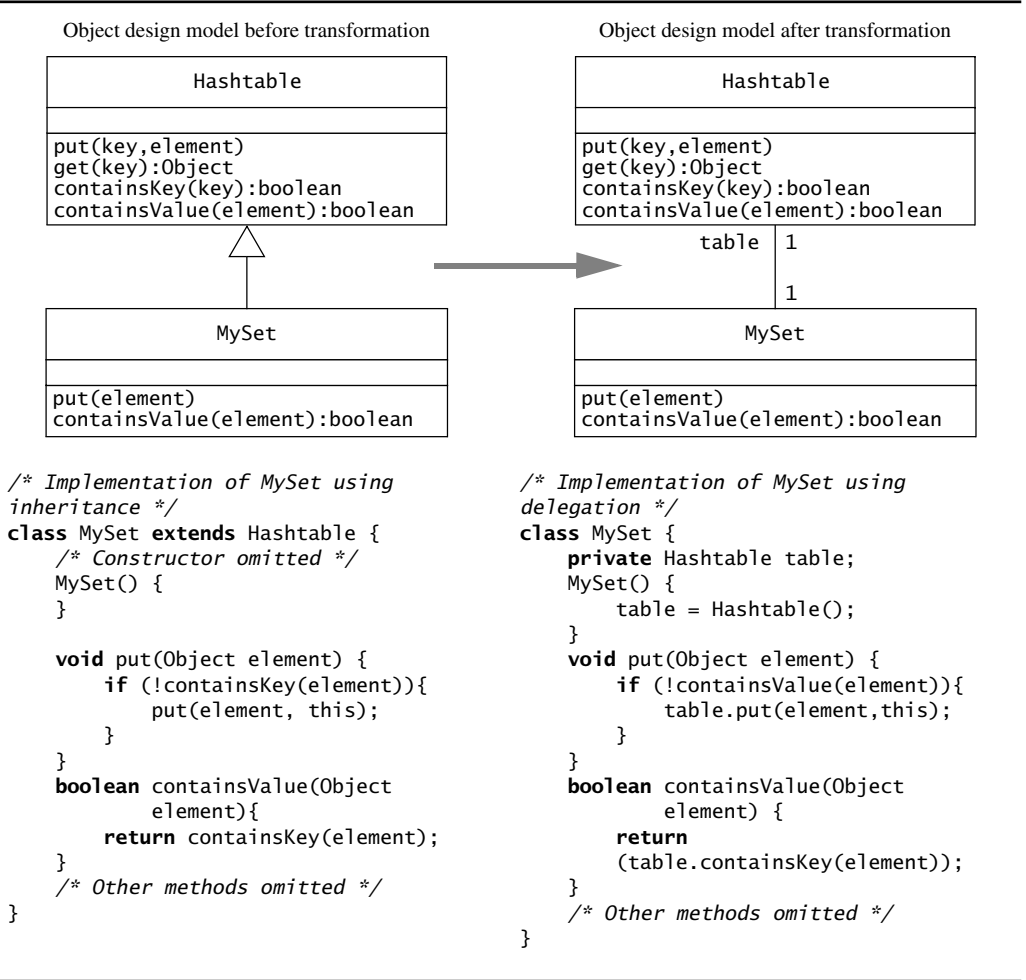 Object design model before transformation
Hashtable
put(key,element)
get(key):Object
containsKey(key):boolean
containsValue(element):boolean
MySet
put(element)
containsValue(element):boolean
Object design model after transformation
Hashtable
put(key,element)
get(key):Object
containsKey(key):boolean
containsValue(element):boolean
table 1
1
MySet
put(element)
containsValue(element):boolean
/* Implementation of MySet using
inheritance */
class MySet extends Hashtable {
/* Constructor omitted */
MySet() {
}
void put(Object element) {
if (!containsKey(element)){
put(element, this);
}
}
boolean containsValue(Object
element){
return containsKey(element);
}
/* Other methods omitted */
}
/* Implementation of MySet using
delegation */
class MySet {
private Hashtable table;
MySet() {
table = Hashtable();
}
void put(Object element) {
if (!containsValue(element)){
table.put(element,this);
}
}
boolean containsValue(Object
element) {
return
(table.containsKey(element));
}
/* Other methods omitted */
}